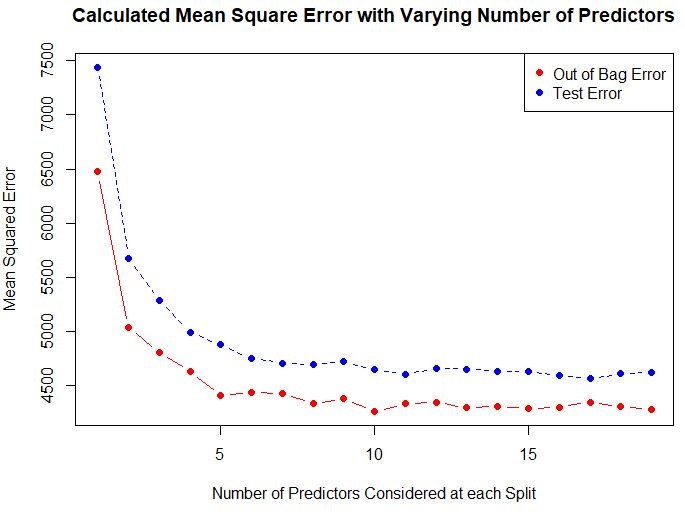 Calculated Mean Square Error with Varying Number of Predictors
Out of Bag Error
Test Error
7500
7000
6500
6000
5500
5000
4500
Mean Squared Error
5
10
15
Number of Predictors Considered at each Split